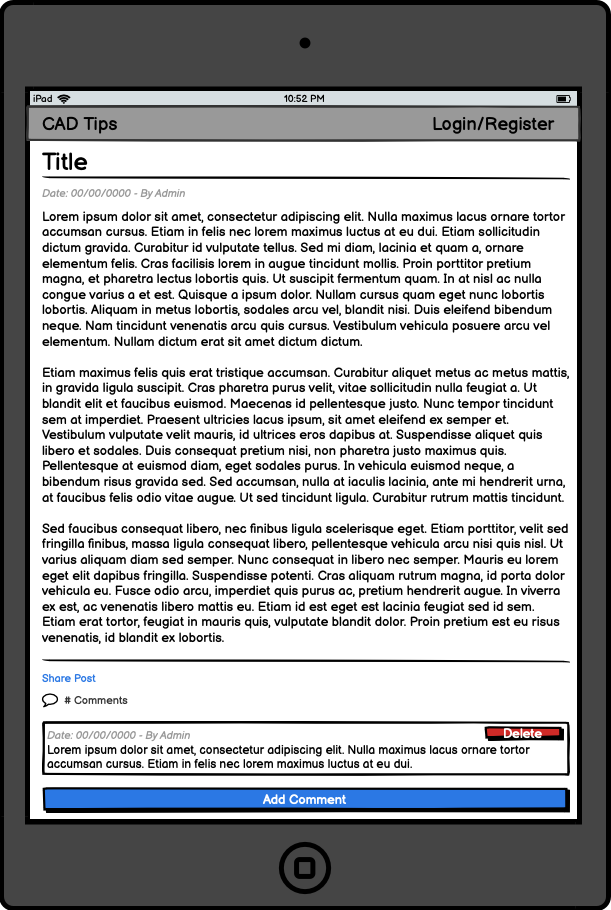 iPad 10:52 PM
CAD Tips Login/Register
Title
Date: 00/00/0000 - By Admin
Lorem ipsum dolor sit amet, consectetur adipiscing elit. Nulla maximus lacus ornare tortor
accumsan cursus. Etiam in felis nec lorem maximus luctus at eu dui. Etiam sollicitudin
dictum gravida. Curabitur id vulputate tellus. Sed mi diam, lacinia et quam a, ornare
elementum felis. Cras facilisis lorem in augue tincidunt mollis. Proin porttitor pretium
magna, et pharetra lectus lobortis quis. Ut suscipit fermentum quam. In at nisl ac nulla
congue varius a et est. Quisque a ipsum dolor. Nullam cursus quam eget nunc lobortis
lobortis. Aliquam in metus lobortis, sodales arcu vel, blandit nisi. Duis eleifend bibendum
neque. Nam tincidunt venenatis arcu quis cursus. Vestibulum vehicula posuere arcu vel
elementum. Nullam dictum erat sit amet dictum dictum.
Etiam maximus felis quis erat tristique accumsan. Curabitur aliquet metus ac metus mattis,
in gravida ligula suscipit. Cras pharetra purus velit, vitae sollicitudin nulla feugiat a. Ut
blandit elit et faucibus euismod. Maecenas id pellentesque justo. Nunc tempor tincidunt
sem at imperdiet. Praesent ultricies lacus ipsum, sit amet eleifend ex semper et.
Vestibulum vulputate velit mauris, id ultrices eros dapibus at. Suspendisse aliquet quis
libero et sodales. Duis consequat pretium nisi, non pharetra justo maximus quis.
Pellentesque at euismod diam, eget sodales purus. In vehicula euismod neque, a
bibendum risus gravida sed. Sed accumsan, nulla at iaculis lacinia, ante mi hendrerit urna,
at faucibus felis odio vitae augue. Ut sed tincidunt ligula. Curabitur rutrum mattis tincidunt.
Sed faucibus consequat libero, nec finibus ligula scelerisque eget. Etiam porttitor, velit sed
fringilla finibus, massa ligula consequat libero, pellentesque vehicula arcu nisi quis nisl. Ut
varius aliquam diam sed semper. Nunc consequat in libero nec semper. Mauris eu lorem
eget elit dapibus fringilla. Suspendisse potenti. Cras aliquam rutrum magna, id porta dolor
vehicula eu. Fusce odio arcu, imperdiet quis purus ac, pretium hendrerit augue. In viverra
ex est, ac venenatis libero mattis eu. Etiam id est eget est lacinia feugiat sed id sem.
Etiam erat tortor, feugiat in mauris quis, vulputate blandit dolor. Proin pretium est eu risus
venenatis, id blandit ex lobortis.
Share Post
# Comments
Date: 00/00/0000 - By Admin Delete
Lorem ipsum dolor sit amet, consectetur adipiscing elit. Nulla maximus lacus ornare tortor
accumsan cursus. Etiam in felis nec lorem maximus luctus at eu dui.
Add Comment